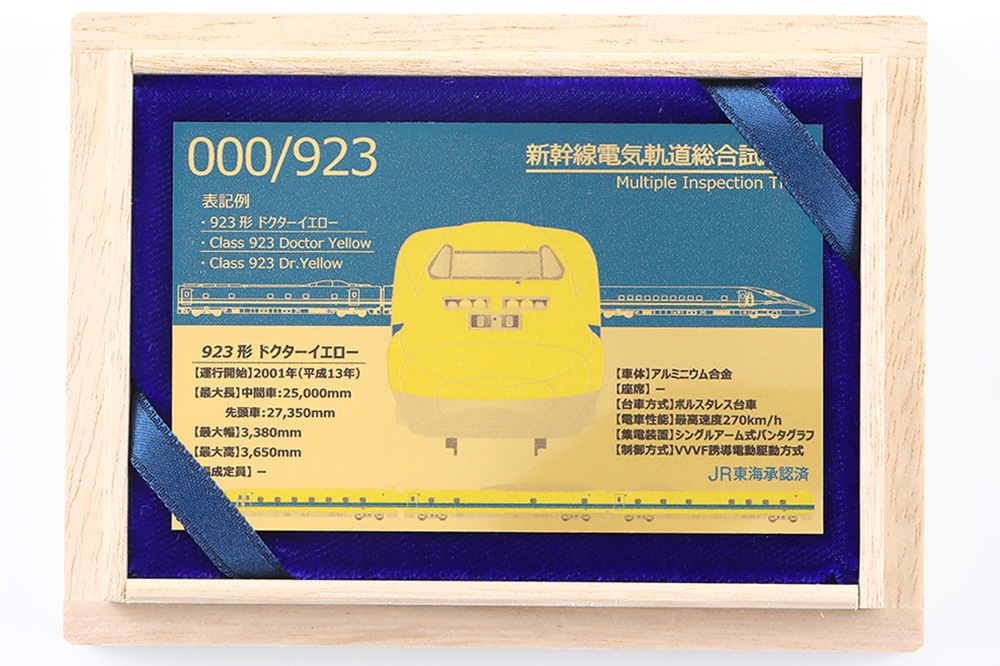 000/923
新幹線電気軌道総合試
Multiple Inspection
表記例
・923形 ドクターイエロー
・Class 923 Doctor Yellow
・Class 923 Dr.Yellow
923形 ドクターイエロー
【運行開始】2001年(平成13年)
【最大長】中間車:25,000mm
先頭車:27,350mm
【最大幅】3,380mm
【最大高】3,650mm
成定員】－
【車体】アルミニウム合金
【座席】－
【台車方式】ボルスタレス台車
【電車性能】最高速度270km/h
【集電装置】シングルアーム式パンタグラフ
【制御方式】VVVF誘導電動駆動方式
JR東海承認済